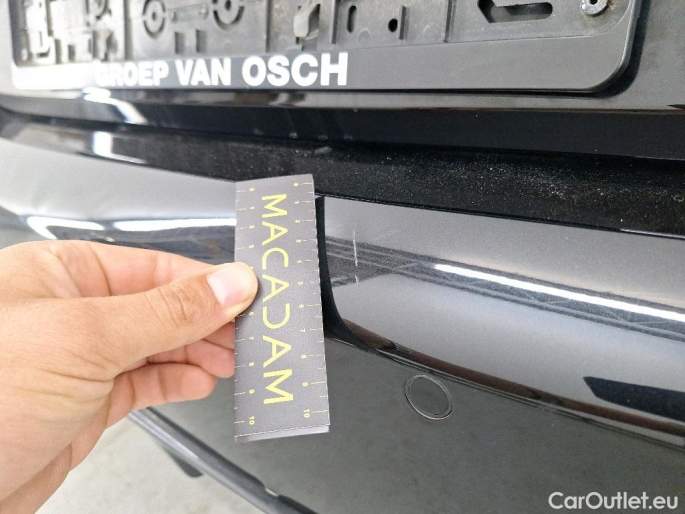 GROEP VAN OSCH
MACADAM
10
10
CarOutlet.eu